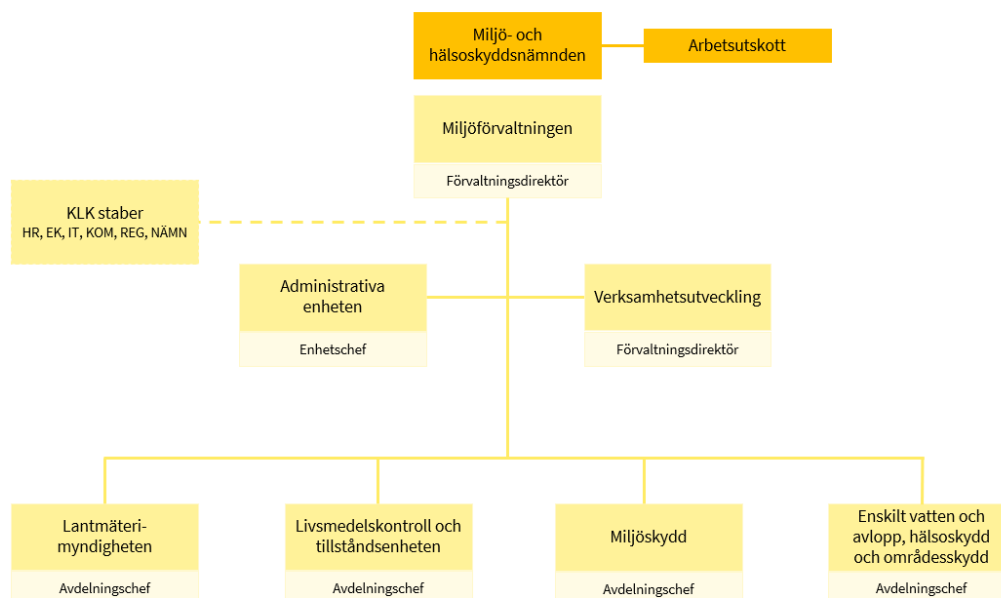 Miljö- och
hälsoskyddsnämnden
Arbetsutskott
Miljöförvaltningen
Förvaltningsdirektör
KLK staber
HR, EK, IT, KOM, REG, NÄMN
Administrativa
enheten
Enhetschef
Verksamhetsutveckling
Förvaltningsdirektör
Lantmäteri-
myndigheten
Avdelningschef
Livsmedelskontroll och
tillståndsenheten
Avdelningschef
Miljöskydd
Avdelningschef
Enskilt vatten och
avlopp, hälsoskydd
och områdesskydd
Avdelningschef